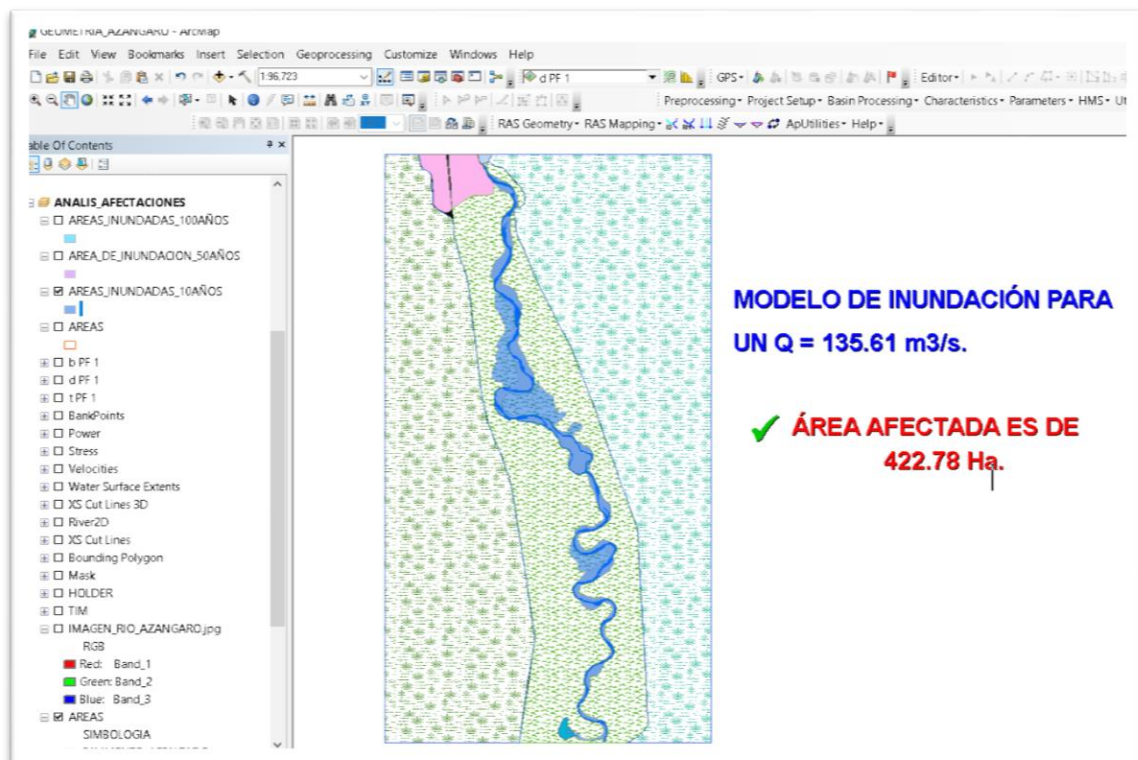 GEOMETRIA_AZANGARO - ArcMap
File Edit View Bookmarks Insert Selection Geoprocessing Customize Windows Help
1:96,723 d PF 1 GPS Editor
Preprocessing Project Setup Basin Processing Characteristics Parameters HMS
RAS Geometry RAS Mapping ApUtilities Help
able Of Contents
ANALIS_AFECTACIONES
AREAS_INUNDADAS_100AÑOS
AREA_DE_INUNDACION_50AÑOS
AREAS_INUNDADAS_10AÑOS
AREAS
b PF 1
d PF 1
t PF 1
BankPoints
Power
Stress
Velocities
Water Surface Extents
XS Cut Lines 3D
River2D
XS Cut Lines
Bounding Polygon
Mask
HOLDER
TIM
IMAGEN_RIO_AZANGARO.jpg
RGB
Red: Band_1
Green: Band_2
Blue: Band_3
AREAS
SIMBOLOGIA
MODELO DE INUNDACIÓN PARA
UN Q = 135.61 m3/s.
ÁREA AFECTADA ES DE
422.78 Ha.